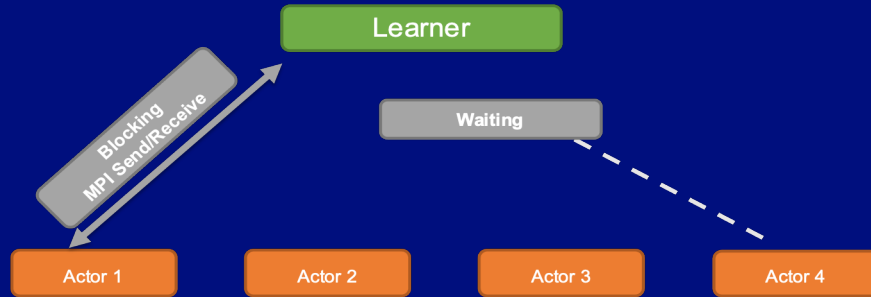 Learner
Blocking
MPI Send/Receive
Waiting
Actor 1
Actor 2
Actor 3
Actor 4